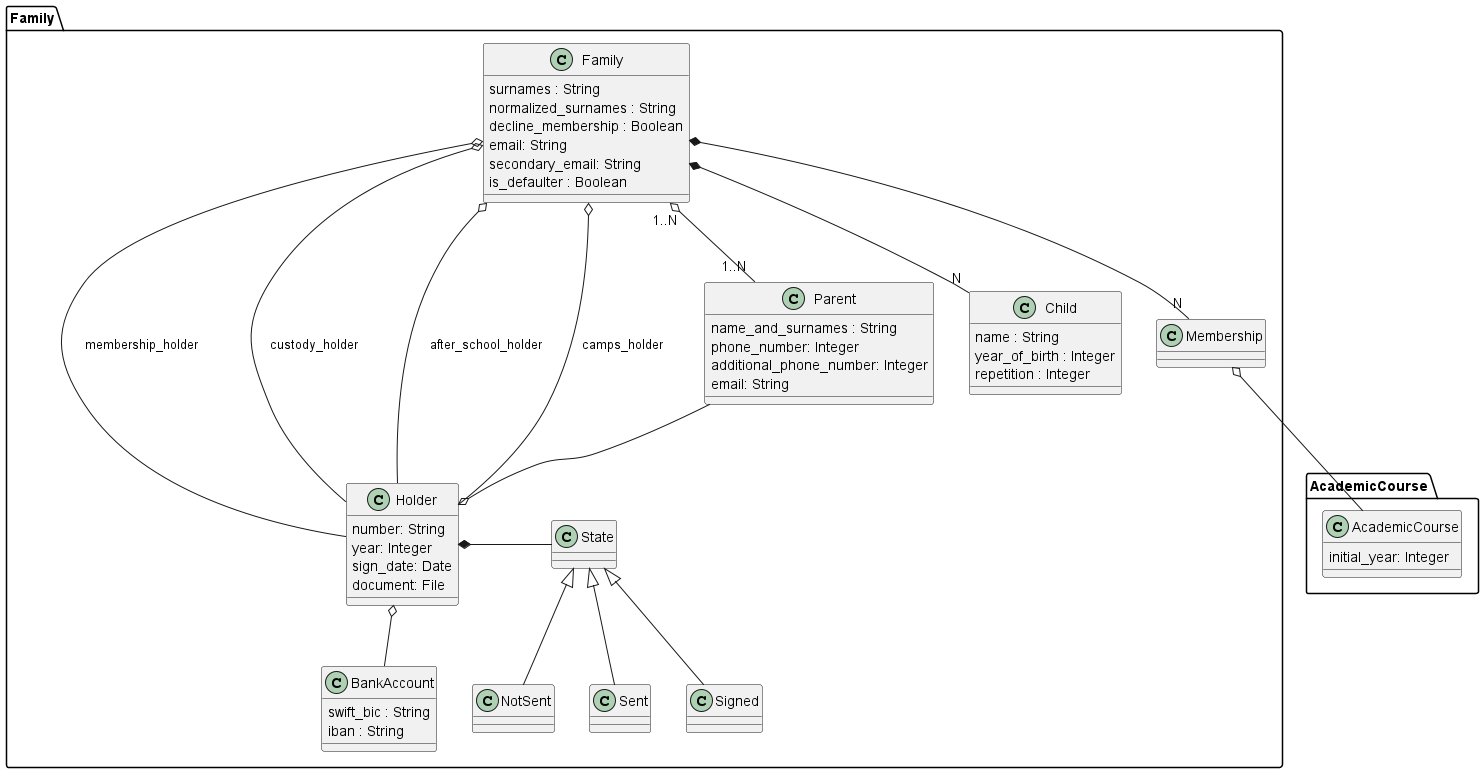 Family
C Family
surnames : String
normalized_surnames : String
decline_membership : Boolean
email: String
secondary_email: String
is_defaulter : Boolean
1..N
1..N
N
N
C Parent
name_and_surnames : String
phone_number: Integer
additional_phone_number: Integer
email: String
C Child
name : String
year_of_birth : Integer
repetition : Integer
C Membership
membership_holder
custody_holder
after_school_holder
camps_holder
C Holder
number: String
year: Integer
sign_date: Date
document: File
C State
AcademicCourse
C AcademicCourse
initial_year: Integer
C BankAccount
swift_bic : String
iban : String
C NotSent
C Sent
C Signed